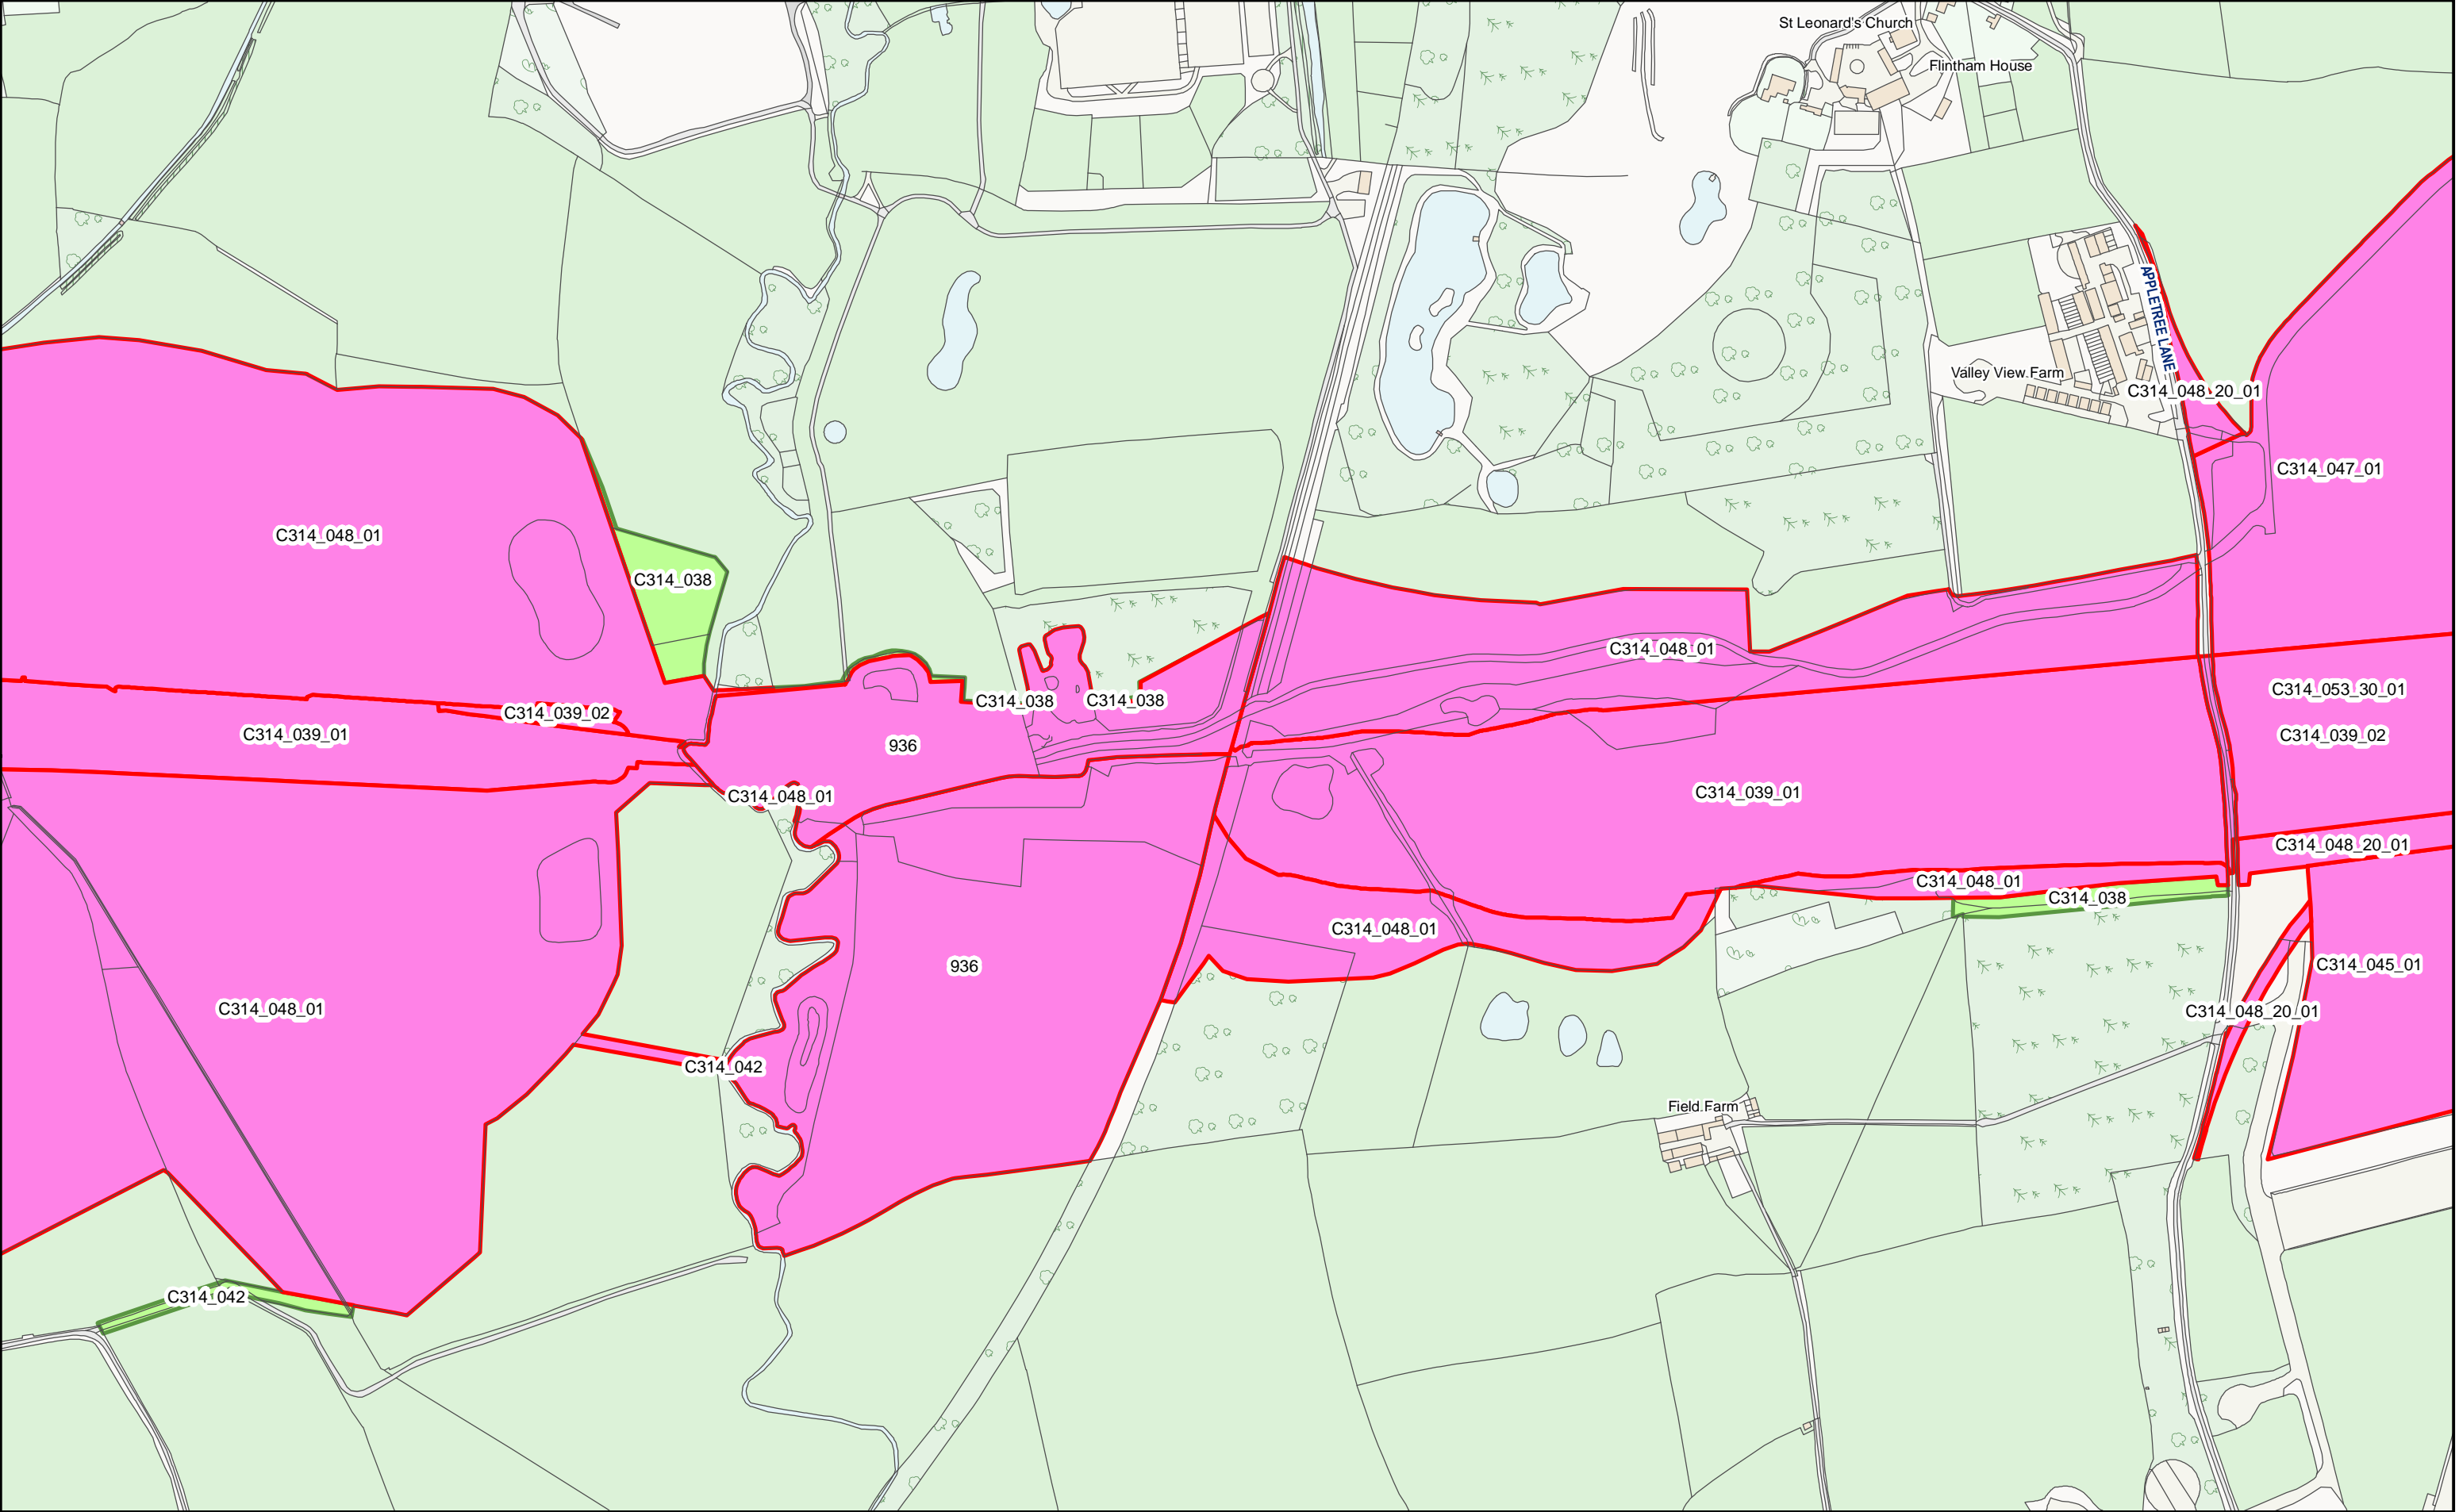 St Leonard's Church
Flintham House
APPLETREE LANE
Valley View Farm
C314_048_20_01
C314_047_01
C314_048_01
C314_038
C314_048_01
C314_053_30_01
C314_038
C314_038
C314_039_02
C314_039_01
C314_039_02
936
C314_039_01
C314_048_01
C314_048_20_01
C314_048_01
C314_038
C314_048_01
936
C314_045_01
C314_048_01
C314_048_20_01
C314_042
Field Farm
C314_042